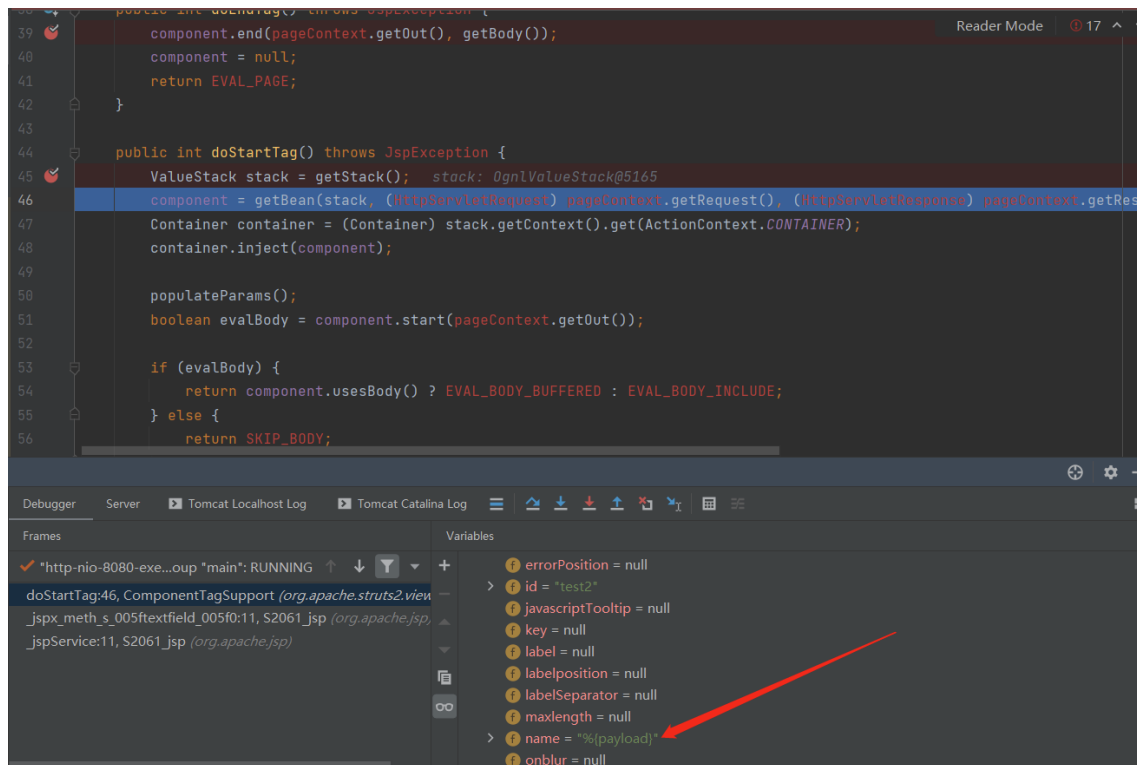 38 public int doEndTag() throws JspException {
Reader Mode 17
39 component.end(pageContext.getOut(), getBody());
40 component = null;
41 return EVAL_PAGE;
42 }
43
44 public int doStartTag() throws JspException {
45 ValueStack stack = getStack(); stack: OgnlValueStack@5165
46 component = getBean(stack, (HttpServletRequest) pageContext.getRequest(), (HttpServletResponse) pageContext.getRes
47 Container container = (Container) stack.getContext().get(ActionContext.CONTAINER);
48 container.inject(component);
49
50 populateParams();
51 boolean evalBody = component.start(pageContext.getOut());
52
53 if (evalBody) {
54 return component.usesBody() ? EVAL_BODY_BUFFERED : EVAL_BODY_INCLUDE;
55 } else {
56 return SKIP_BODY;
Debugger Server Tomcat Localhost Log Tomcat Catalina Log
Frames
"http-nio-8080-exe...oup "main": RUNNING
doStartTag:46, ComponentTagSupport (org.apache.struts2.view
_jspx_meth_s_005ftextfield_005f0:11, S2061_jsp (org.apache.jsp)
_jspService:11, S2061_jsp (org.apache.jsp)
Variables
f errorPosition = null
f id = "test2"
f javascriptTooltip = null
f key = null
f label = null
f labelposition = null
f labelSeparator = null
f maxlength = null
f name = "%{payload}"
f onblur = null